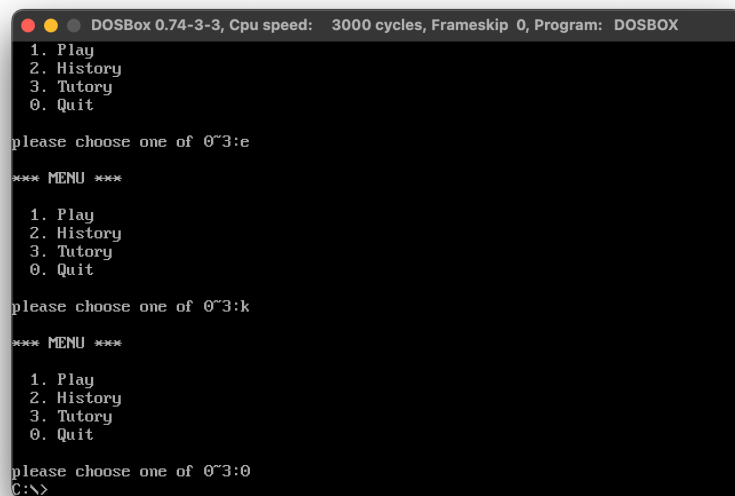 DOSBox 0.74-3-3, Cpu speed: 3000 cycles, Frameskip 0, Program: DOSBOX
1. Play
2. History
3. Tutory
0. Quit
please choose one of 0~3:e
*** MENU ***
1. Play
2. History
3. Tutory
0. Quit
please choose one of 0~3:k
*** MENU ***
1. Play
2. History
3. Tutory
0. Quit
please choose one of 0~3:0
C:\>